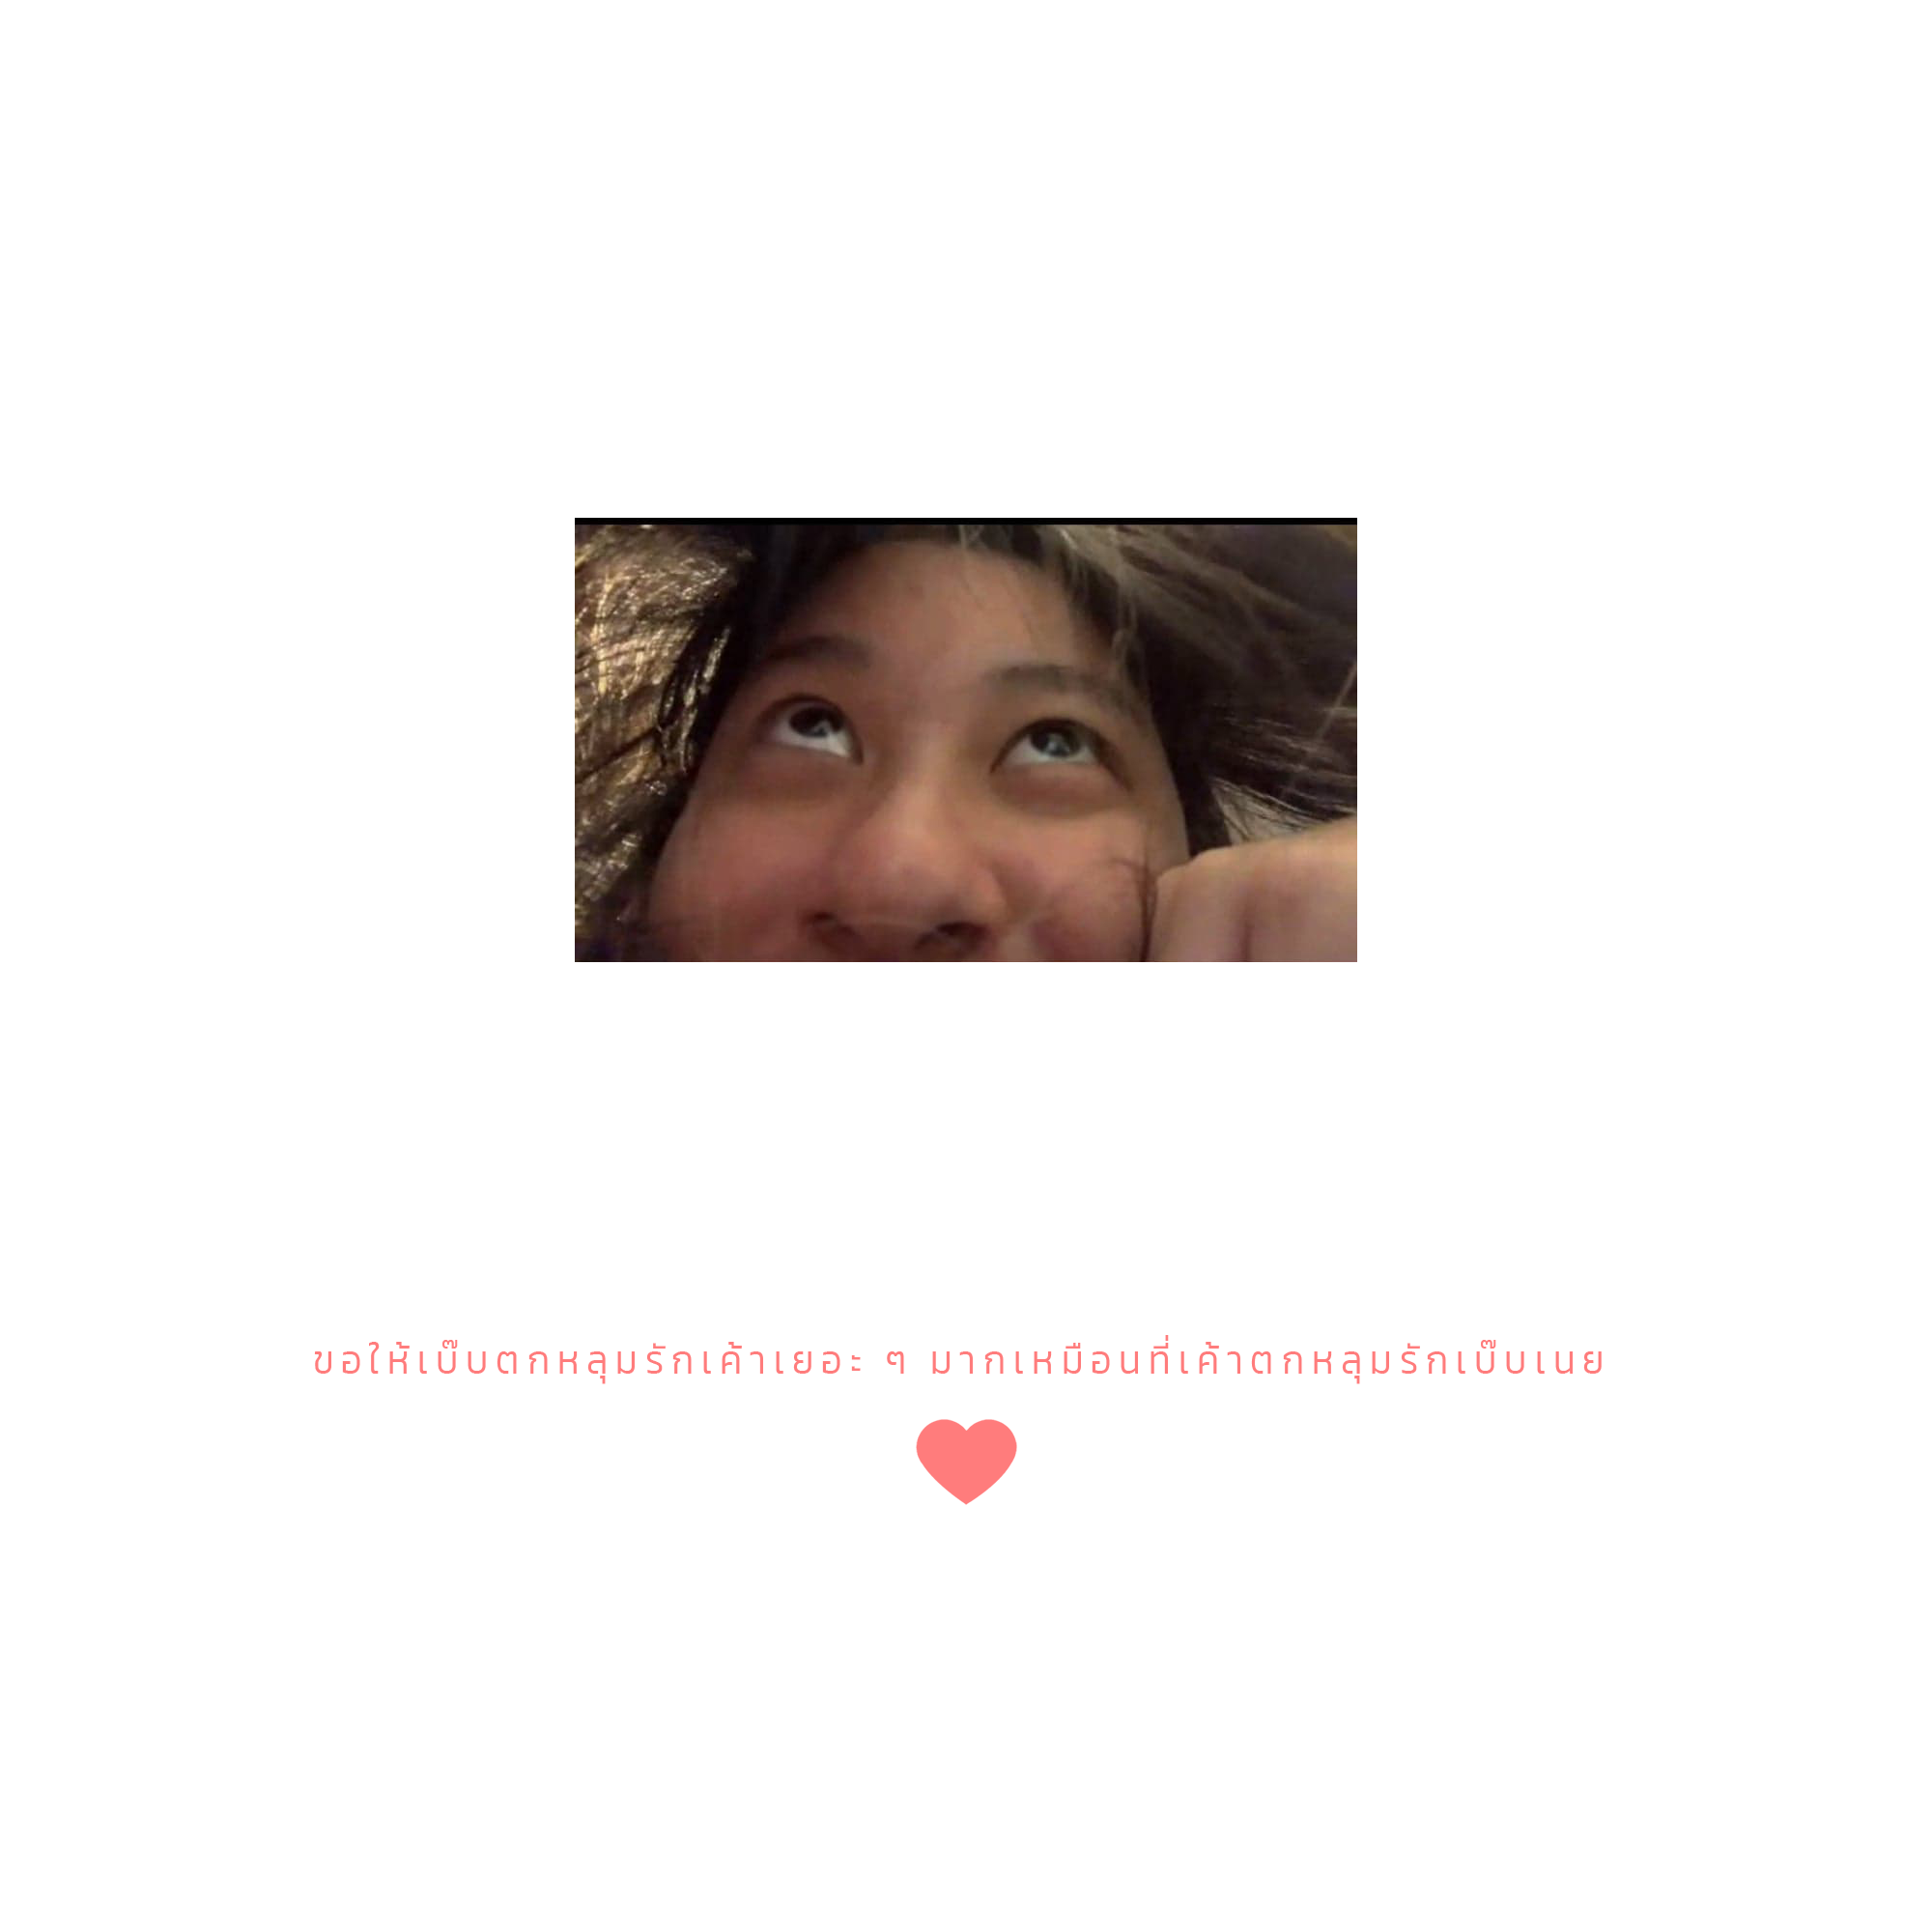 ขอให้เบ๊บตกหลุมรักเค้าเยอะ ๆ มากเหมือนที่เค้าตกหลุมรักเบ๊บเนย